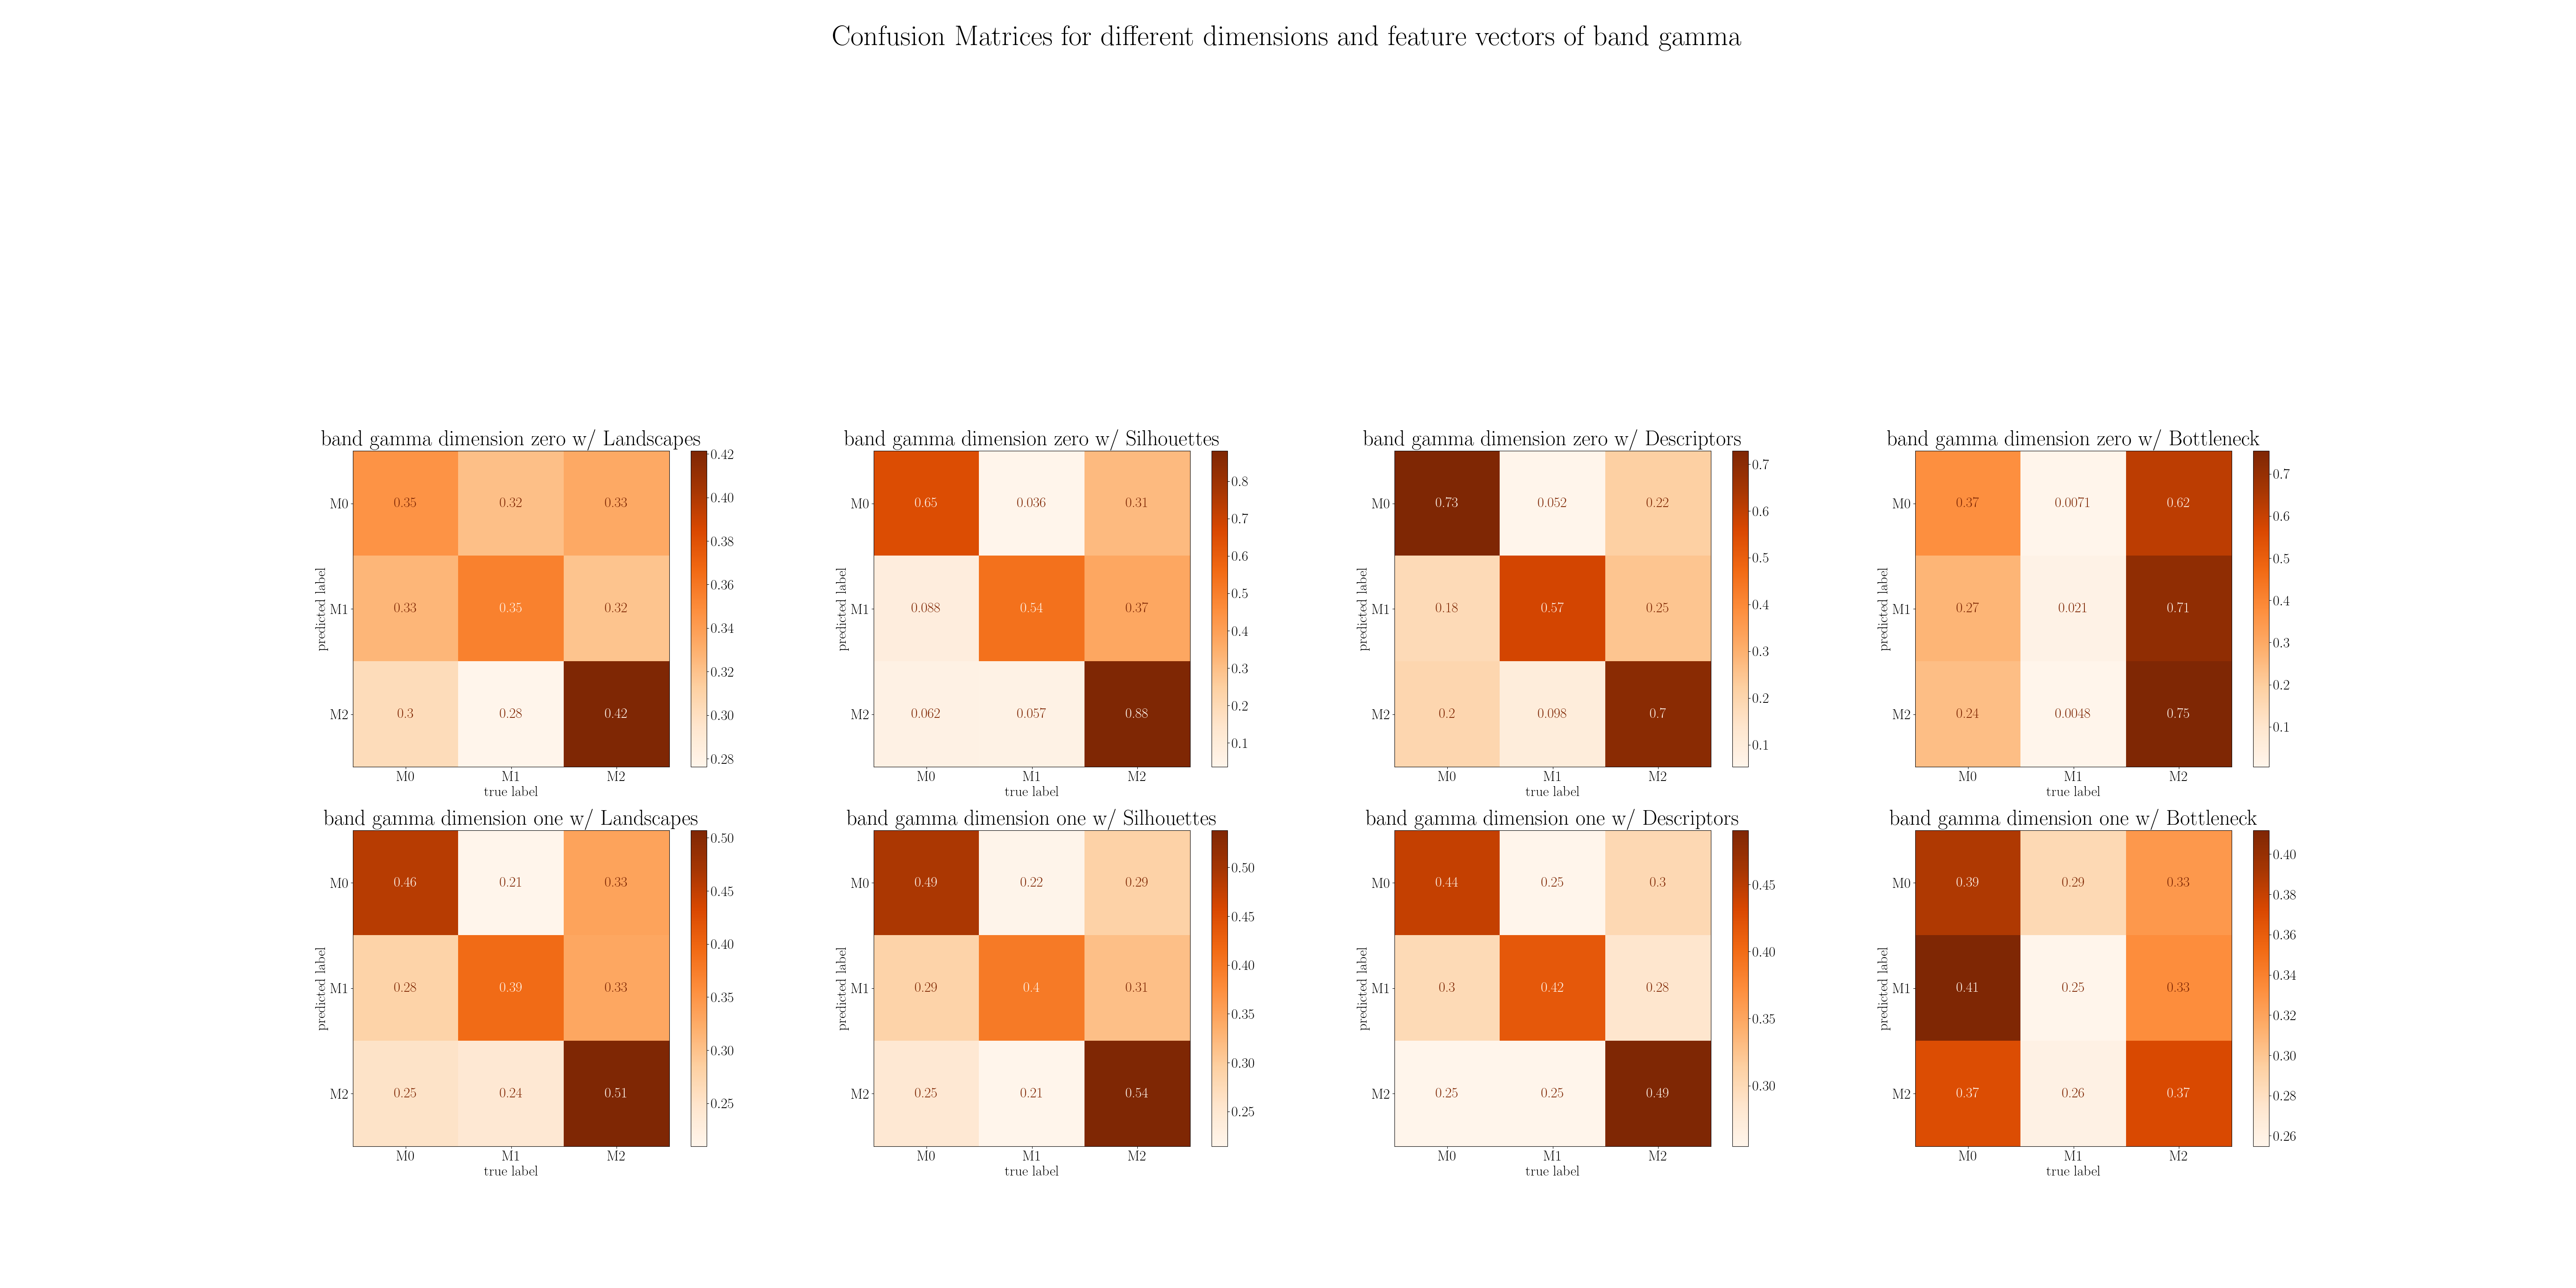 Confusion Matrices for different dimensions and feature vectors of band gamma
band gamma dimension zero w/ Landscapes
predicted label
M0 0.35 0.32 0.33
M1 0.33 0.35 0.32
M2 0.3 0.28 0.42
M0 M1 M2
true label
0.42
0.40
0.38
0.36
0.34
0.32
0.30
0.28
band gamma dimension zero w/ Silhouettes
predicted label
M0 0.65 0.036 0.31
M1 0.088 0.54 0.37
M2 0.062 0.057 0.88
M0 M1 M2
true label
0.8
0.7
0.6
0.5
0.4
0.3
0.2
0.1
band gamma dimension zero w/ Descriptors
predicted label
M0 0.73 0.052 0.22
M1 0.18 0.57 0.25
M2 0.2 0.098 0.7
M0 M1 M2
true label
0.7
0.6
0.5
0.4
0.3
0.2
0.1
band gamma dimension zero w/ Bottleneck
predicted label
M0 0.37 0.0071 0.62
M1 0.27 0.021 0.71
M2 0.24 0.0048 0.75
M0 M1 M2
true label
0.7
0.6
0.5
0.4
0.3
0.2
0.1
band gamma dimension one w/ Landscapes
predicted label
M0 0.46 0.21 0.33
M1 0.28 0.39 0.33
M2 0.25 0.24 0.51
M0 M1 M2
true label
0.50
0.45
0.40
0.35
0.30
0.25
band gamma dimension one w/ Silhouettes
predicted label
M0 0.49 0.22 0.29
M1 0.29 0.4 0.31
M2 0.25 0.21 0.54
M0 M1 M2
true label
0.50
0.45
0.40
0.35
0.30
0.25
band gamma dimension one w/ Descriptors
predicted label
M0 0.44 0.25 0.3
M1 0.3 0.42 0.28
M2 0.25 0.25 0.49
M0 M1 M2
true label
0.45
0.40
0.35
0.30
band gamma dimension one w/ Bottleneck
predicted label
M0 0.39 0.29 0.33
M1 0.41 0.25 0.33
M2 0.37 0.26 0.37
M0 M1 M2
true label
0.40
0.38
0.36
0.34
0.32
0.30
0.28
0.26